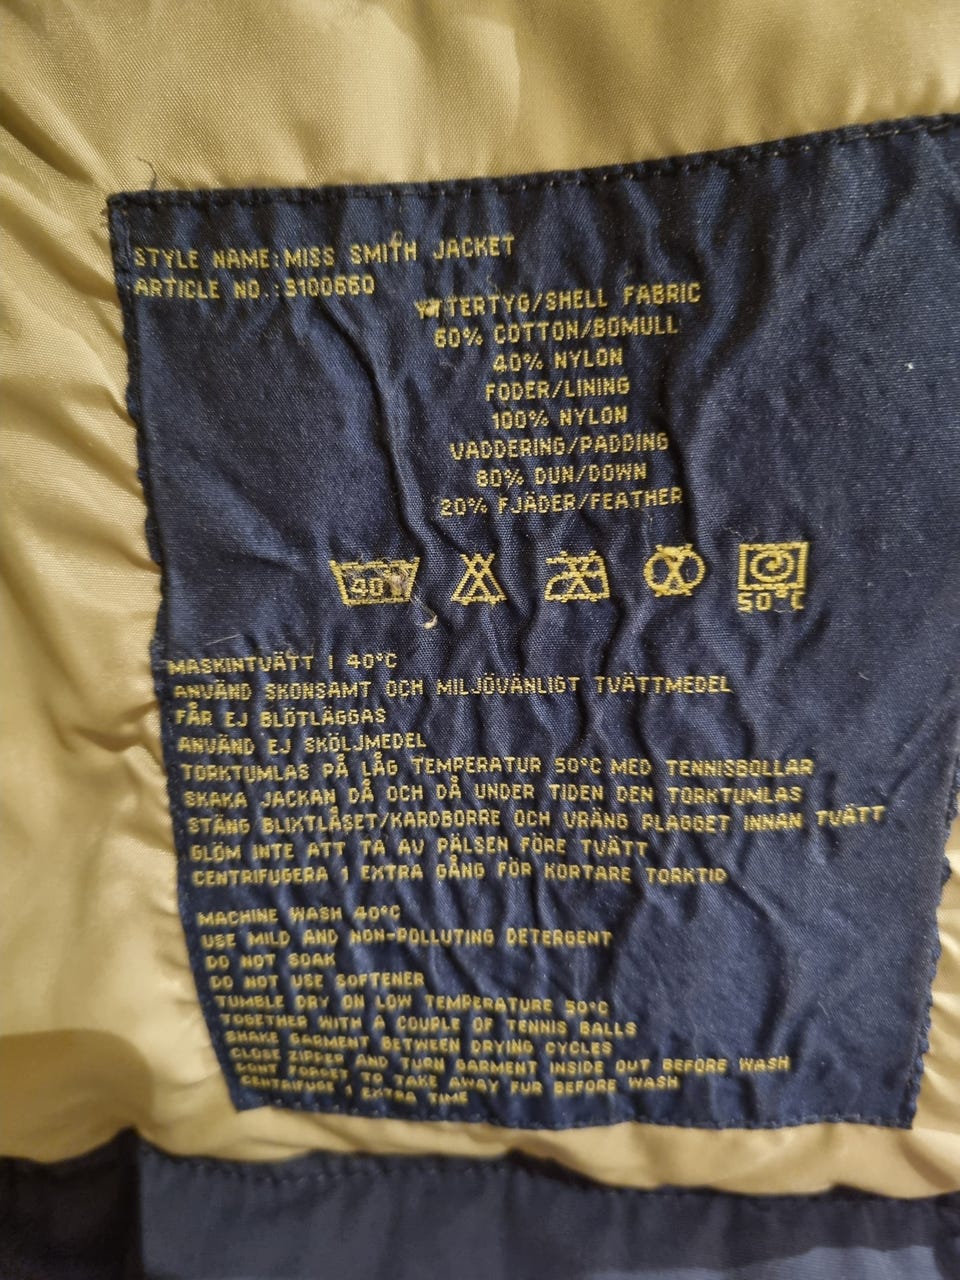 STYLE NAME:MISS SMITH JACKET
ARTICLE NO.:3100660
YTTERTYG/SHELL FABRIC
60% COTTON/BOMULL
40% NYLON
FODER/LINING
100% NYLON
VADDERING/PADDING
80% DUN/DOWN
20% FJÄDER/FEATHER
40
50°C
MASKINTVÄTT I 40°C
ANVÄND SKONSAMT OCH MILJÖVÄNLIGT TVÄTTMEDEL
FÅR EJ BLÖTLÄGGAS
ANVÄND EJ SKÖLJMEDEL
TORKTUMLAS PÅ LÅG TEMPERATUR 50°C MED TENNISBOLLAR
SKAKA JACKAN DÅ OCH DÅ UNDER TIDEN DEN TORKTUMLAS
STÄNG BLIXTLÅSET/KARDBORRE OCH VRÄNG PLAGGET INNAN TVÄTT
GLÖM INTE ATT TA AV PÄLSEN FÖRE TVÄTT
CENTRIFUGERA 1 EXTRA GÅNG FÖR KORTARE TORKTID
MACHINE WASH 40°C
USE MILD AND NON-POLLUTING DETERGENT
DO NOT SOAK
DO NOT USE SOFTENER
TUMBLE DRY ON LOW TEMPERATURE 50°C
TOGETHER WITH A COUPLE OF TENNIS BALLS
SHAKE GARMENT BETWEEN DRYING CYCLES
CLOSE ZIPPER AND TURN GARMENT INSIDE OUT BEFORE WASH
DONT FORGET TO TAKE AWAY FUR BEFORE WASH
CENTRIFUGE 1 EXTRA TIME